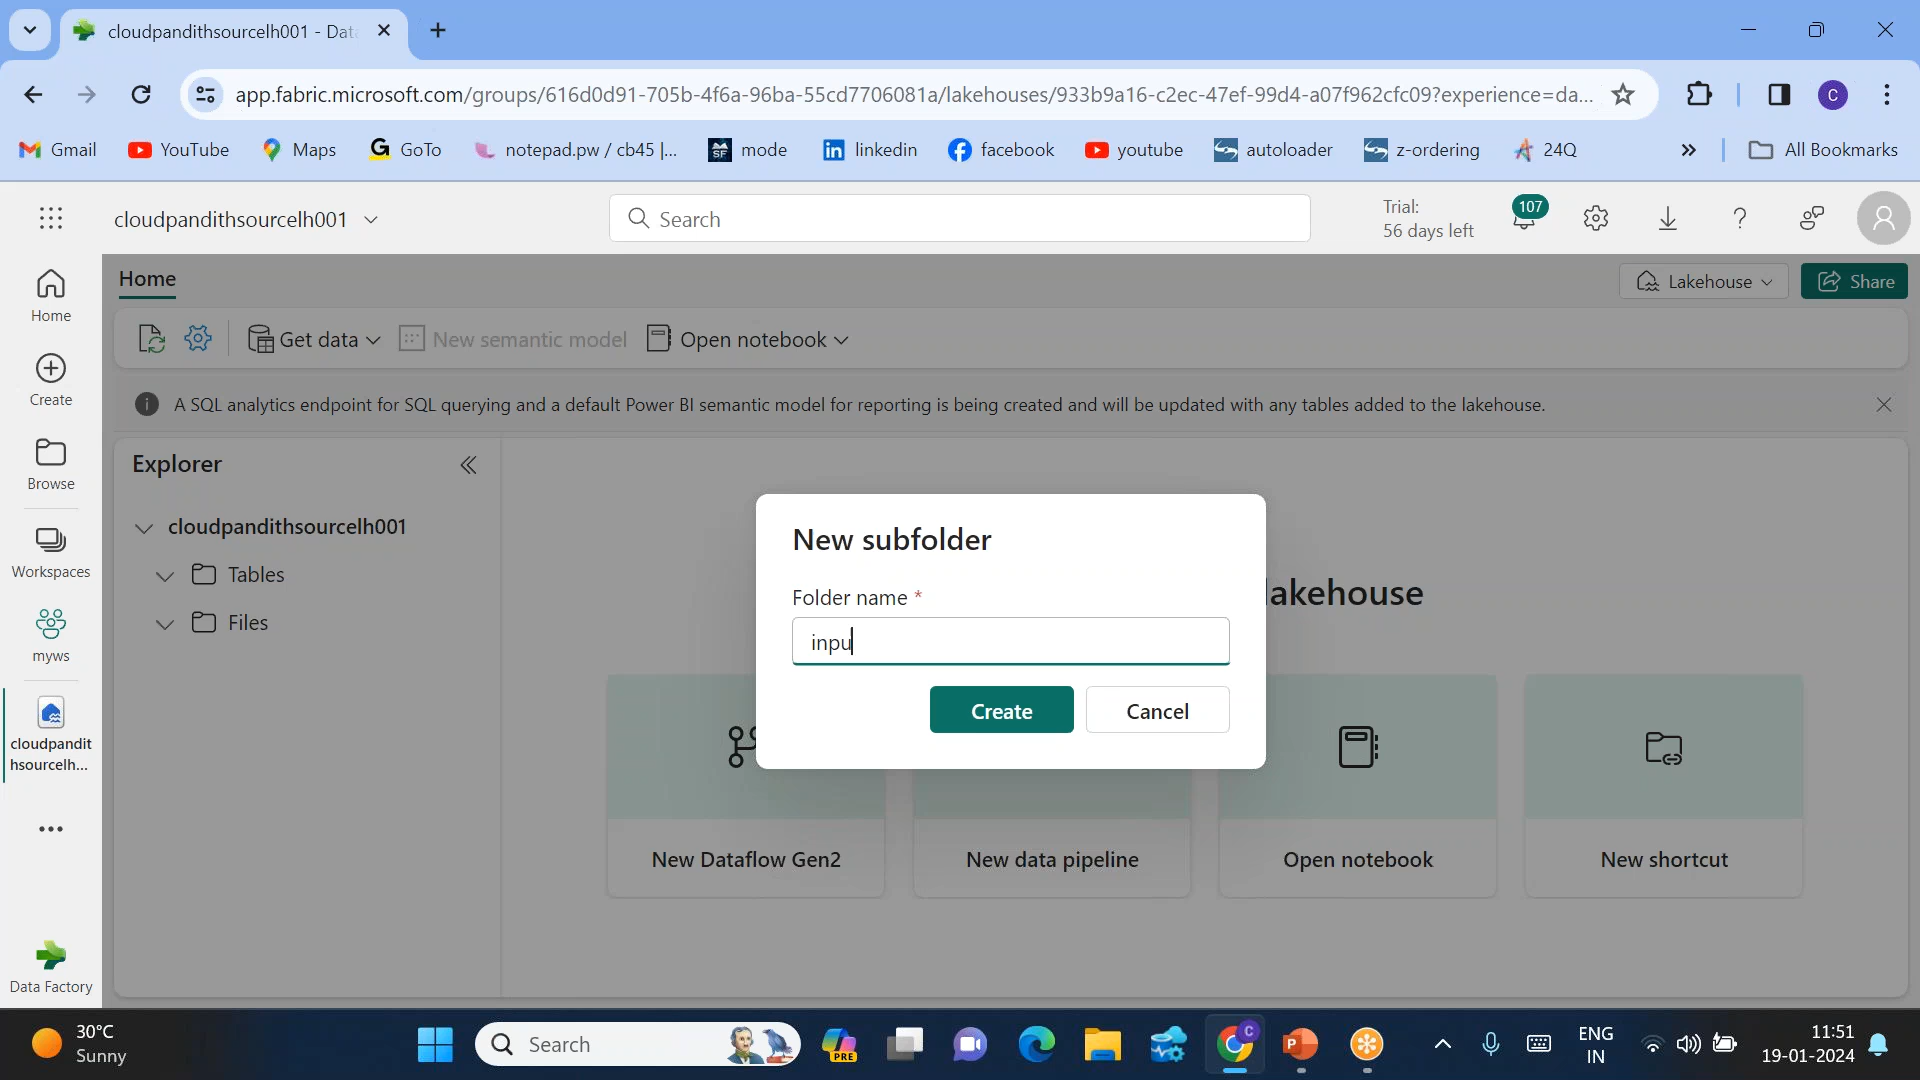 cloudpandithsourcelh001 - Data
app.fabric.microsoft.com/groups/616d0d91-705b-4f6a-96ba-55cd7706081a/lakehouses/933b9a16-c2ec-47ef-99d4-a07f962cfc09?experience=da...
C
Gmail
YouTube
Maps
GoTo
notepad.pw / cb45 |...
mode
linkedin
facebook
youtube
autoloader
z-ordering
24Q
All Bookmarks
cloudpandithsourcelh001
Search
Trial:
56 days left
107
Home
Lakehouse
Share
Home
Get data
New semantic model
Open notebook
Create
A SQL analytics endpoint for SQL querying and a default Power BI semantic model for reporting is being created and will be updated with any tables added to the lakehouse.
Explorer
Browse
cloudpandithsourcelh001
Tables
Files
Workspaces
myws
cloudpandit
hsourcelh...
Data Factory
New subfolder
Folder name *
inpu
Create
Cancel
lakehouse
New Dataflow Gen2
New data pipeline
Open notebook
New shortcut
30°C
Sunny
Search
PRE
C
ENG
IN
11:51
19-01-2024